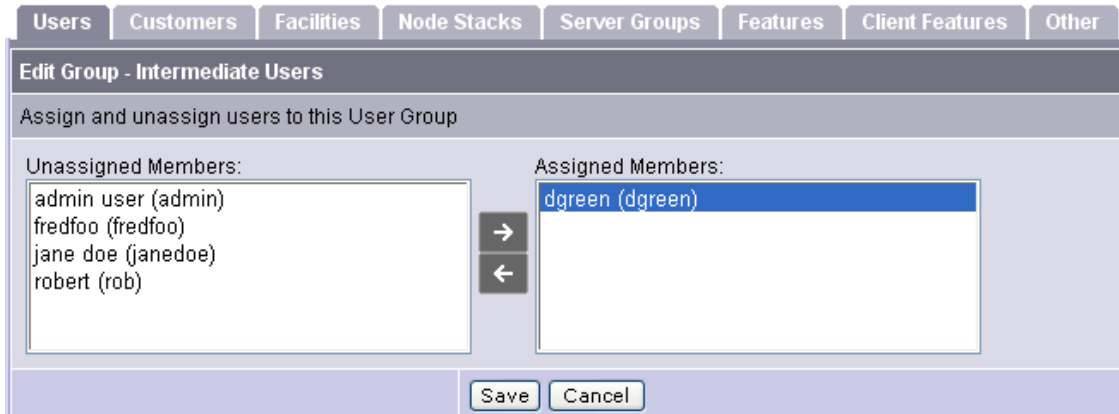 Users Customers Facilities Node Stacks Server Groups Features Client Features Other
Edit Group - Intermediate Users
Assign and unassign users to this User Group
Unassigned Members: Assigned Members:
admin user (admin) dgreen (dgreen)
fredfoo (fredfoo)
jane doe (janedoe)
robert (rob)
Save Cancel